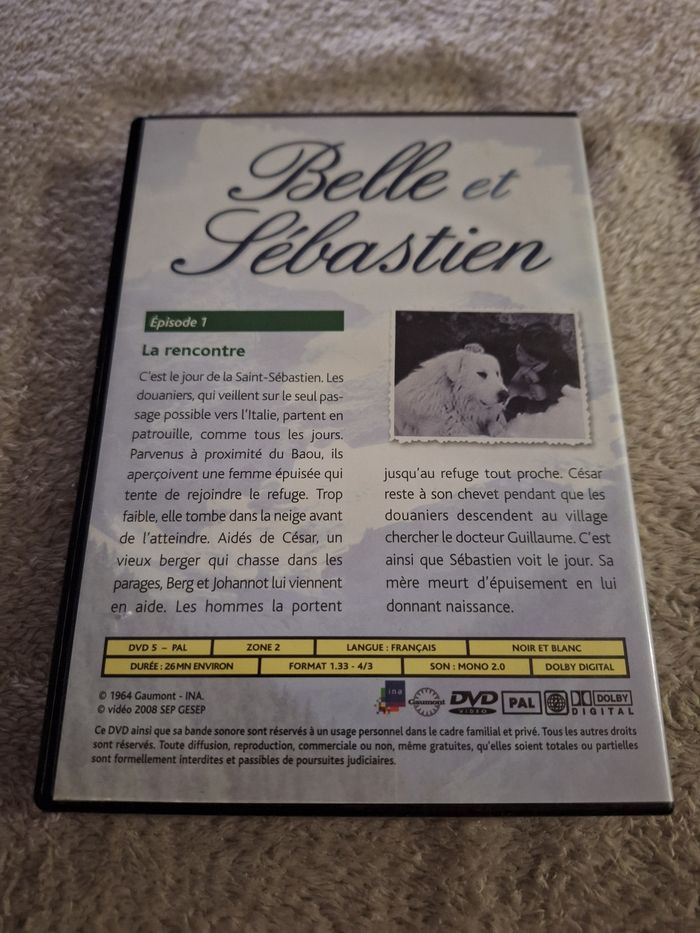 Belle et
Sébastien
Épisode 1
La rencontre
C'est le jour de la Saint-Sébastien. Les
douaniers, qui veillent sur le seul pas-
sage possible vers l'Italie, partent en
patrouille, comme tous les jours.
Parvenus à proximité du Baou, ils
aperçoivent une femme épuisée qui
tente de rejoindre le refuge. Trop
faible, elle tombe dans la neige avant
de l'atteindre. Aidés de César, un
vieux berger qui chasse dans les
parages, Berg et Johannot lui viennent
en aide. Les hommes la portent
jusqu'au refuge tout proche. César
reste à son chevet pendant que les
douaniers descendent au village
chercher le docteur Guillaume. C'est
ainsi que Sébastien voit le jour. Sa
mère meurt d'épuisement en lui
donnant naissance.
DVD 5 – PAL ZONE 2 LANGUE : FRANÇAIS NOIR ET BLANC
DURÉE : 26 MN ENVIRON FORMAT 1.33 - 4/3 SON : MONO 2.0 DOLBY DIGITAL
© 1964 Gaumont - INA.
© vidéo 2008 SEP GESEP
ina Gaumont DVD VIDEO PAL DOLBY DIGITAL
Ce DVD ainsi que sa bande sonore sont réservés à un usage personnel dans le cadre familial et privé. Tous les autres droits
sont réservés. Toute diffusion, reproduction, commerciale ou non, même gratuites, qu'elles soient totales ou partielles
sont formellement interdites et passibles de poursuites judiciaires.